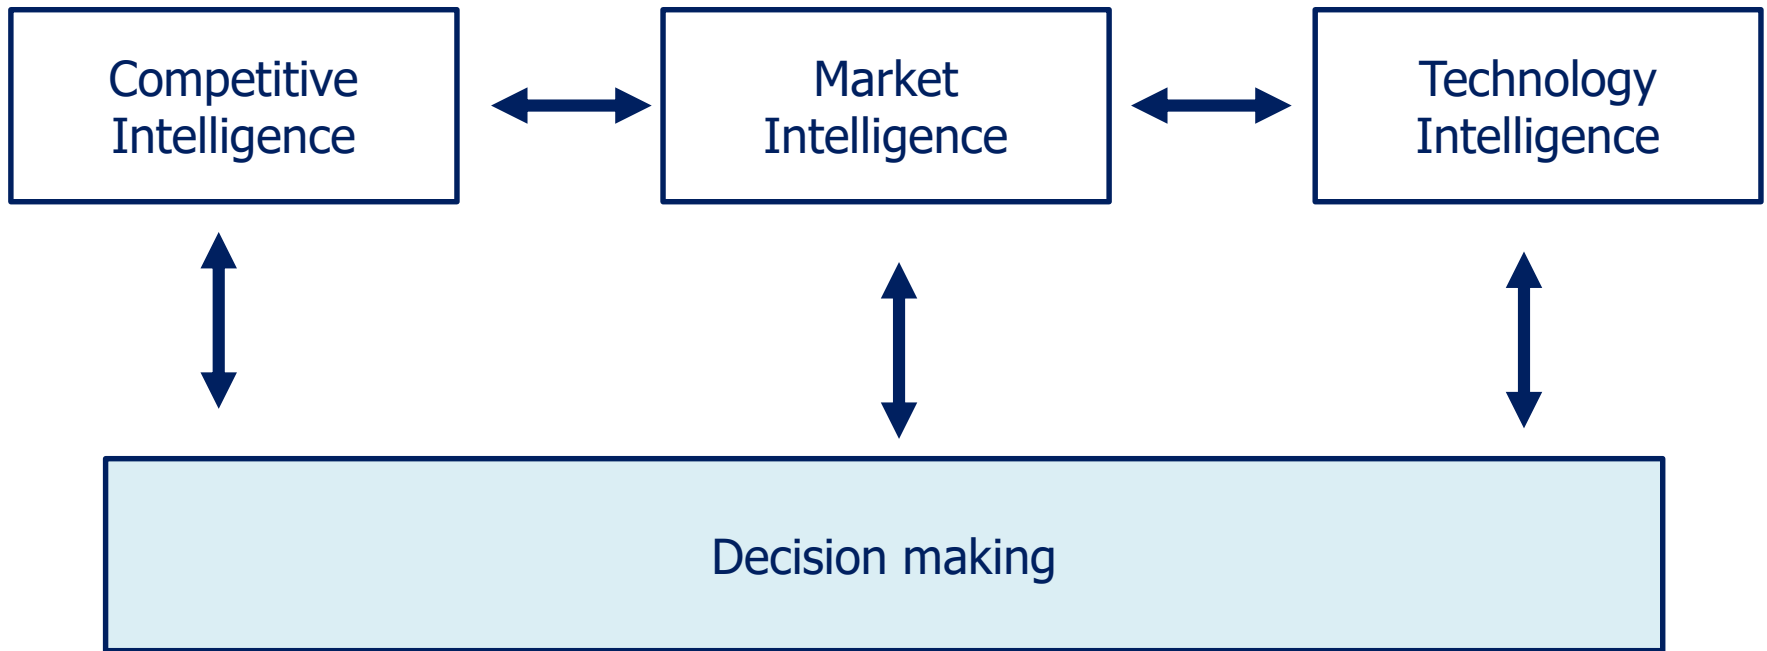 Competitive
Intelligence
Market
Intelligence
Technology
Intelligence
Decision making